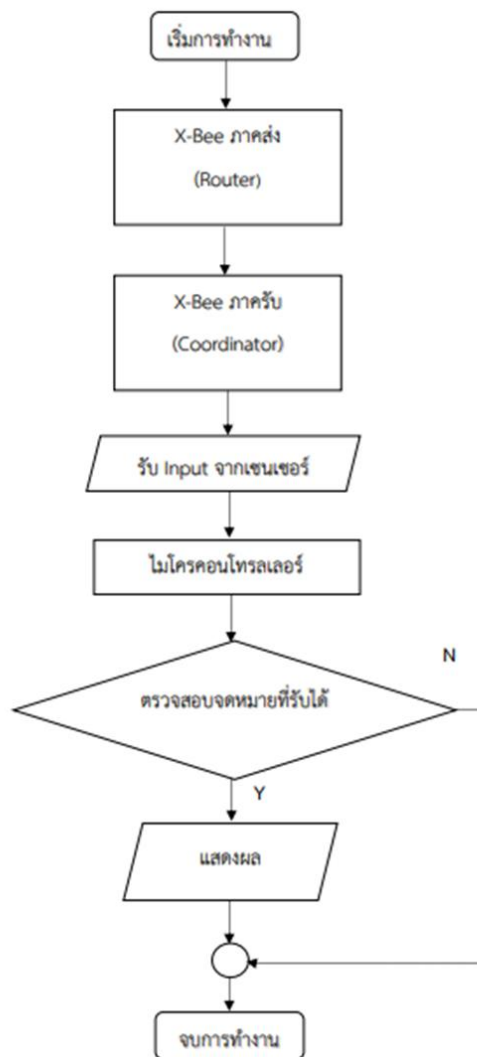 เริ่มการทำงาน
X-Bee ภาคส่ง
(Router)
X-Bee ภาครับ
(Coordinator)
รับ Input จากเซนเซอร์
ไมโครคอนโทรลเลอร์
N
ตรวจสอบจดหมายที่รับได้
Y
แสดงผล
จบการทำงาน